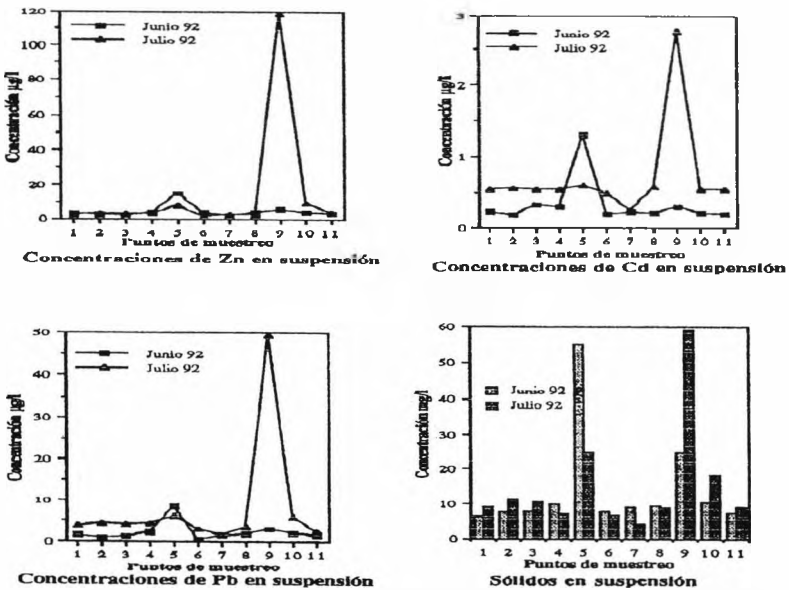 120
100
80
60
40
20
0
Concentración µg/l
Junio 92
Julio 92
1 2 3 4 5 6 7 8 9 10 11
Puntos de muestreo
Concentraciones de Zn en suspensión
3
2
1
0
Concentración µg/l
Junio 92
Julio 92
1 2 3 4 5 6 7 8 9 10 11
Puntos de muestreo
Concentraciones de Cd en suspensión
50
40
30
20
10
0
Concentración µg/l
Junio 92
Julio 92
1 2 3 4 5 6 7 8 9 10 11
Puntos de muestreo
Concentraciones de Pb en suspensión
60
50
40
30
20
10
0
Concentración mg/l
Junio 92
Julio 92
1 2 3 4 5 6 7 8 9 10 11
Puntos de muestreo
Sólidos en suspensión